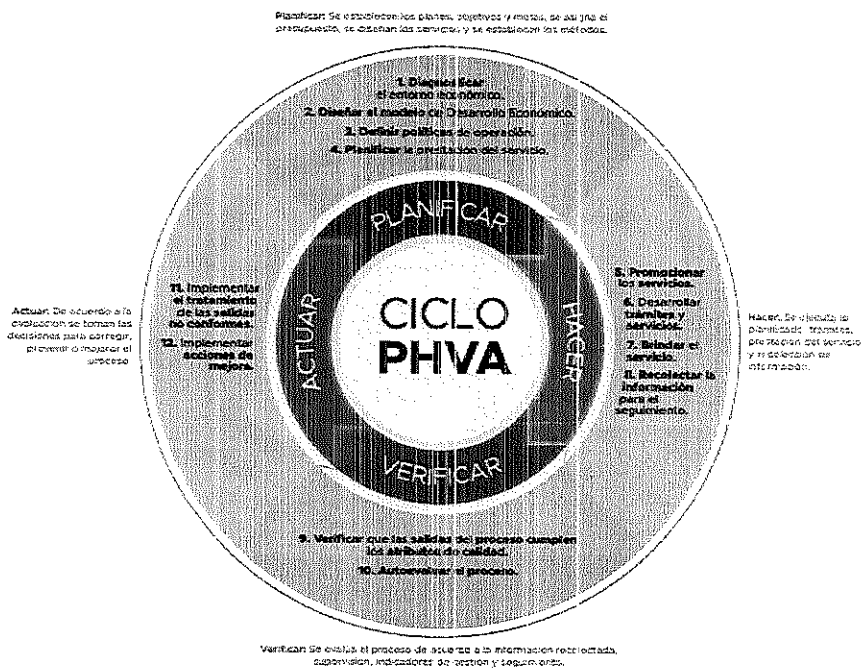 Planificar: Se establecen los planes, objetivos y metas, se asigna el
presupuesto, se diseñan los servicios y se establecen los métodos.
1. Diagnosticar
el entorno económico.
2. Diseñar el modelo de Desarrollo Económico.
3. Definir políticas de operación.
4. Planificar la prestación del servicio.
PLANIFICAR
11. Implementar
el tratamiento
de las salidas
no conformes.
12. Implementar
acciones de
mejora.
Actuar: De acuerdo a la
evaluación se toman las
decisiones para corregir,
prevenir o mejorar el
proceso.
ACTUAR
CICLO
PHVA
HACER
5. Promocionar
los servicios.
6. Desarrollar
trámites y
servicios.
7. Brindar el
servicio.
8. Recolectar la
información
para el
seguimiento.
Hacer: Se ejecuta lo
planificado, trámites,
prestación del servicio
y recolección de
información.
VERIFICAR
9. Verificar que las salidas del proceso cumplen
los atributos de calidad.
10. Autoevaluar el proceso.
Verificar: Se evalúa el proceso de acuerdo a la información recolectada,
supervisión, indicadores de gestión y seguimiento.